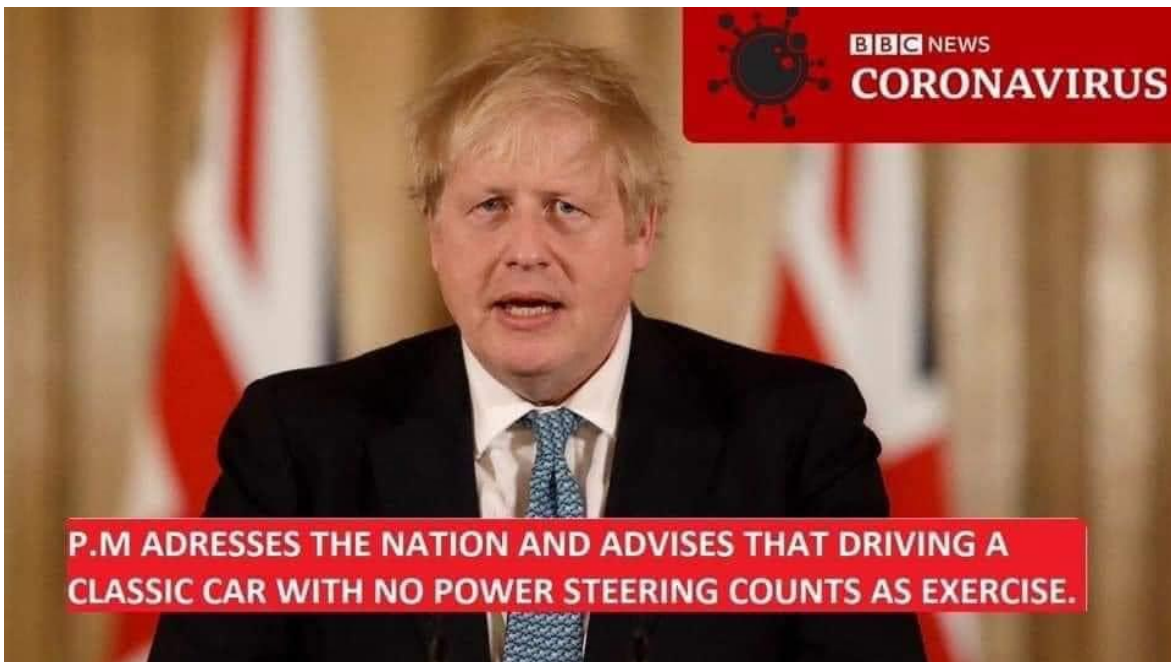 BBC NEWS
CORONAVIRUS
P.M ADRESSES THE NATION AND ADVISES THAT DRIVING A
CLASSIC CAR WITH NO POWER STEERING COUNTS AS EXERCISE.